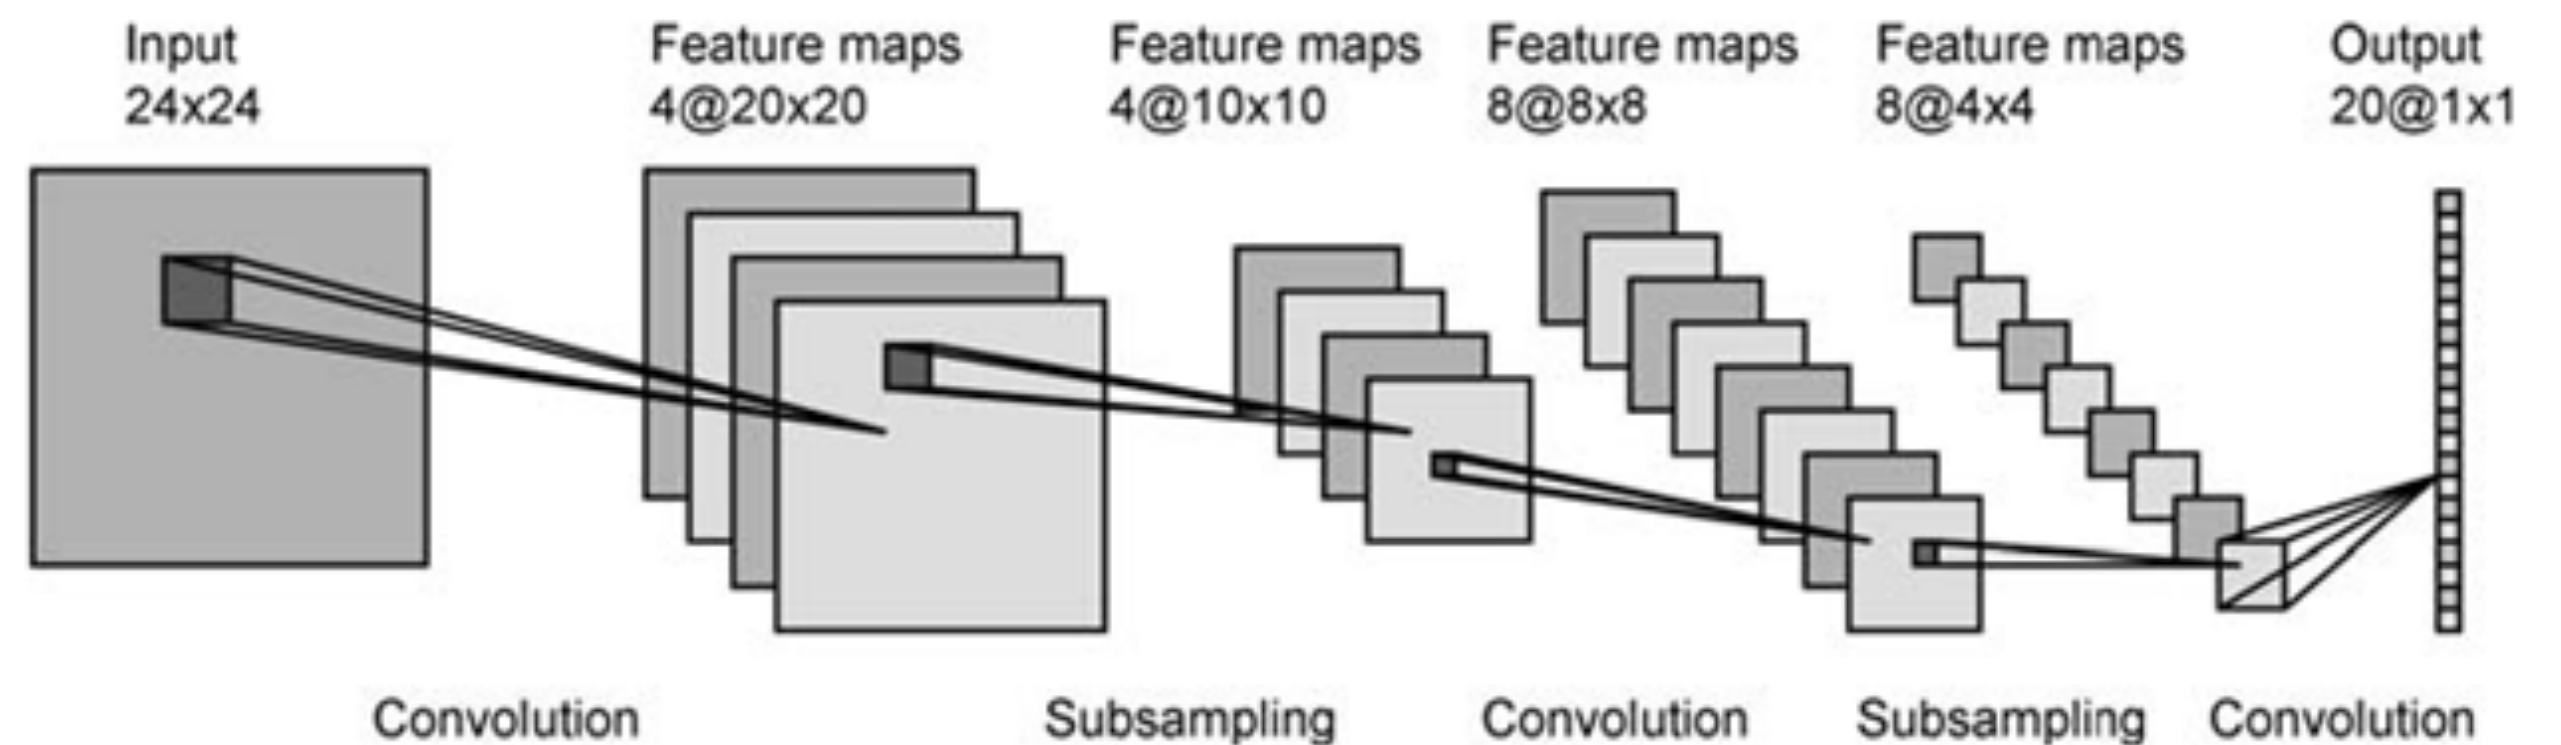 Input
24x24
Feature maps
4@20x20
Feature maps
4@10x10
Feature maps
8@8x8
Feature maps
8@4x4
Output
20@1x1
Convolution
Subsampling
Convolution
Subsampling
Convolution